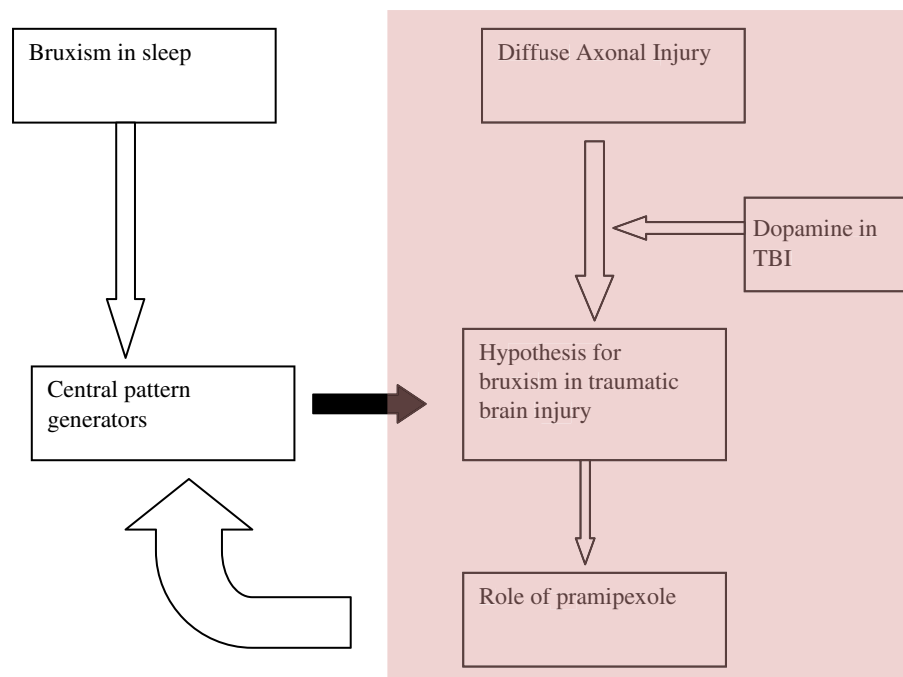 Bruxism in sleep
Diffuse Axonal Injury
Dopamine in
TBI
Central pattern
generators
Hypothesis for
bruxism in traumatic
brain injury
Role of pramipexole